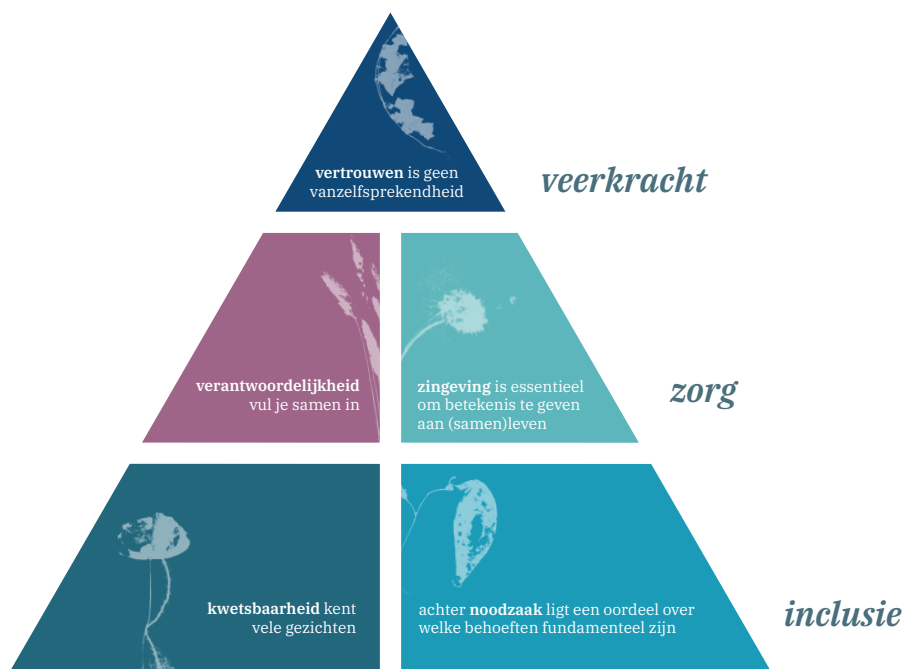 vertrouwen is geen
vanzelfsprekendheid
veerkracht
verantwoordelijkheid
vul je samen in
zingeving is essentieel
om betekenis te geven
aan (samen)leven
zorg
kwetsbaarheid kent
vele gezichten
achter noodzaak ligt een oordeel over
welke behoeften fundamenteel zijn
inclusie